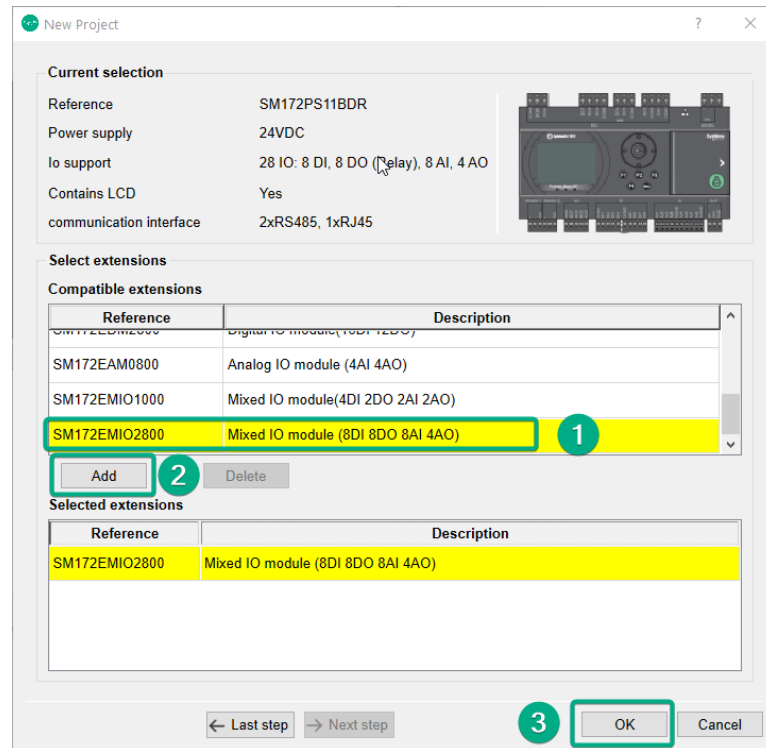 New Project
?
Current selection
Reference SM172PS11BDR
Power supply 24VDC
Io support 28 IO: 8 DI, 8 DO (Relay), 8 AI, 4 AO
Contains LCD Yes
communication interface 2xRS485, 1xRJ45
Select extensions
Compatible extensions
Reference Description
SM172EAM0800 Analog IO module (4AI 4AO)
SM172EMIO1000 Mixed IO module(4DI 2DO 2AI 2AO)
SM172EMIO2800 Mixed IO module (8DI 8DO 8AI 4AO) 1
Add 2 Delete
Selected extensions
Reference Description
SM172EMIO2800 Mixed IO module (8DI 8DO 8AI 4AO)
← Last step → Next step 3 OK Cancel